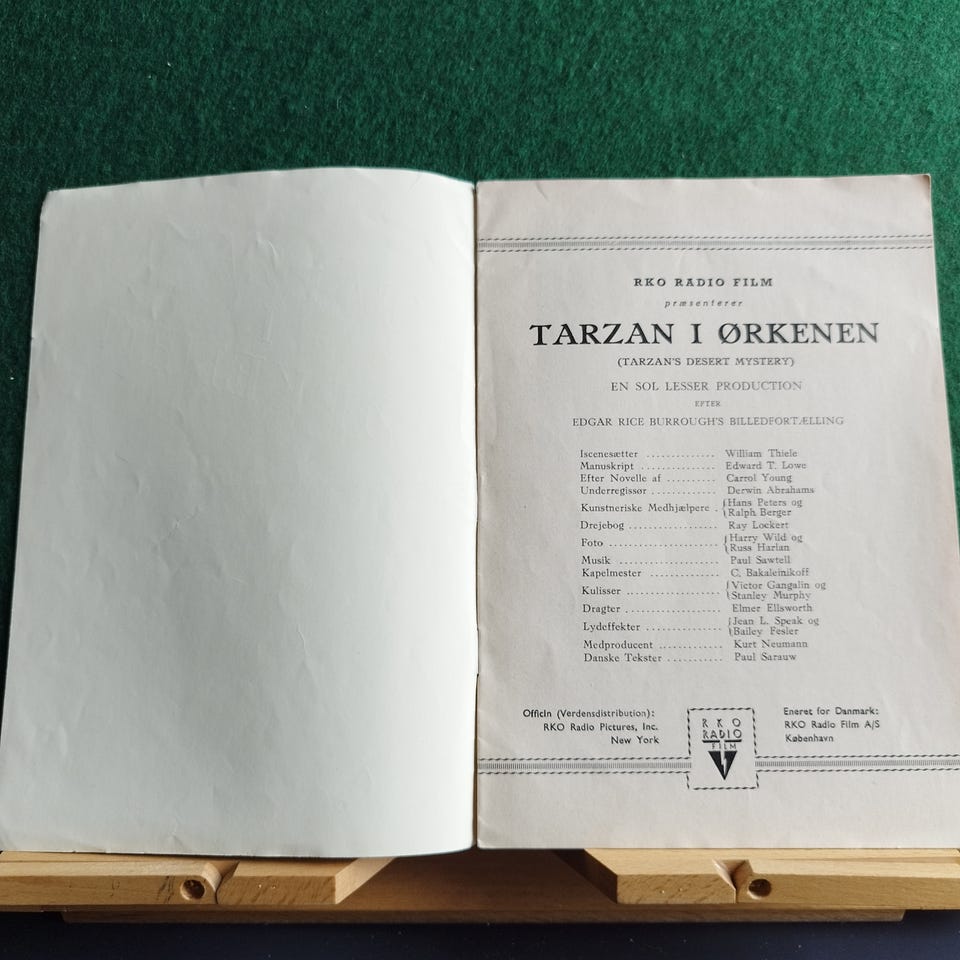 RKO RADIO FILM
præsenterer
TARZAN I ØRKENEN
(TARZAN'S DESERT MYSTERY)
EN SOL LESSER PRODUCTION
EFTER
EDGAR RICE BURROUGH'S BILLEDFORTÆLLING
Iscenesætter ............. William Thiele
Manuskript .............. Edward T. Lowe
Efter Novelle af ......... Carrol Young
Underregissør ............ Derwin Abrahams
Kunstneriske Medhjælpere . { Hans Peters og
Ralph Berger
Drejebog ................. Ray Lockert
Foto .................... { Harry Wild og
Russ Harlan
Musik .................. Paul Sawtell
Kapelmester ............. C. Bakaleinikoff
Kulisser ................. { Victor Gangalin og
Stanley Murphy
Dragter ................. Elmer Ellsworth
Lydeffekter .............. { Jean L. Speak og
Bailey Fesler
Medproducent ............ Kurt Neumann
Danske Tekster .......... Paul Sarauw
Officin (Verdensdistribution):
RKO Radio Pictures, Inc.
New York
RKO
RADIO
FILM
Eneret for Danmark:
RKO Radio Film A/S
København